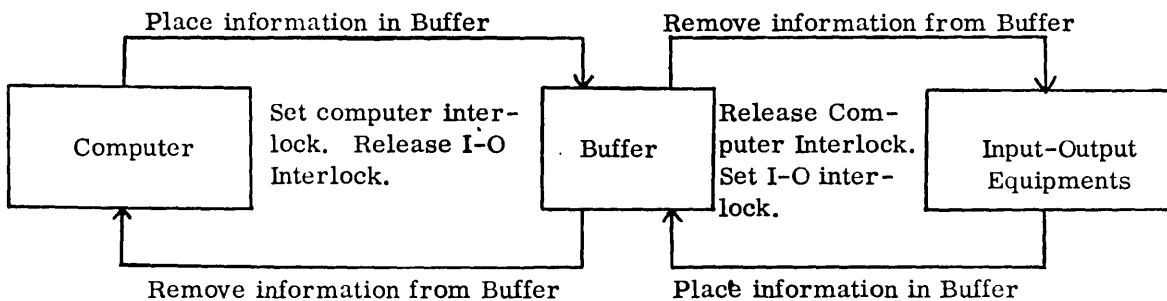 Place information in Buffer
Remove information from Buffer
Computer
Set computer inter-
lock. Release I-O
Interlock.
Buffer
Release Com-
puter Interlock.
Set I-O inter-
lock.
Input-Output
Equipments
Remove information from Buffer
Place information in Buffer